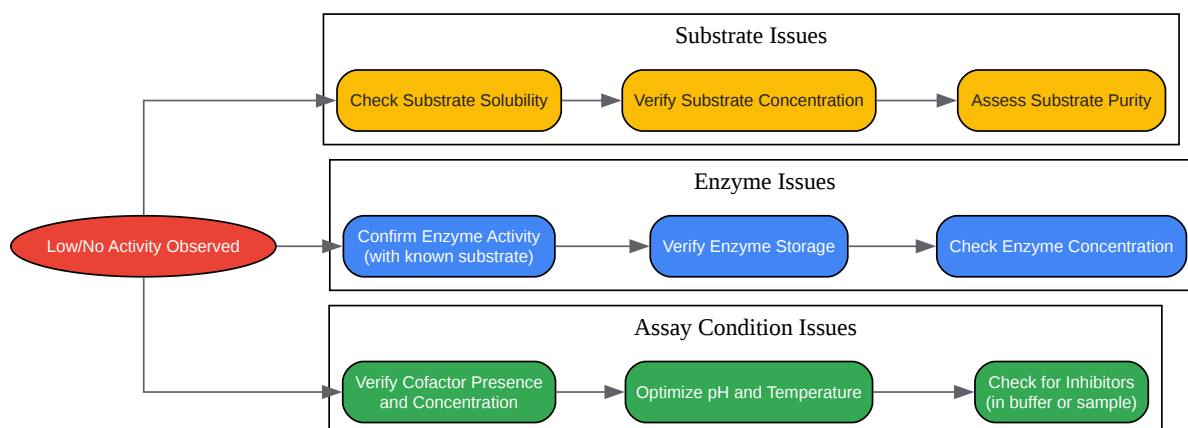 Substrate Issues
Check Substrate Solubility
Verify Substrate Concentration
Assess Substrate Purity
Enzyme Issues
Low/No Activity Observed
Confirm Enzyme Activity
(with known substrate)
Verify Enzyme Storage
Check Enzyme Concentration
Assay Condition Issues
Verify Cofactor Presence
and Concentration
Optimize pH and Temperature
Check for Inhibitors
(in buffer or sample)